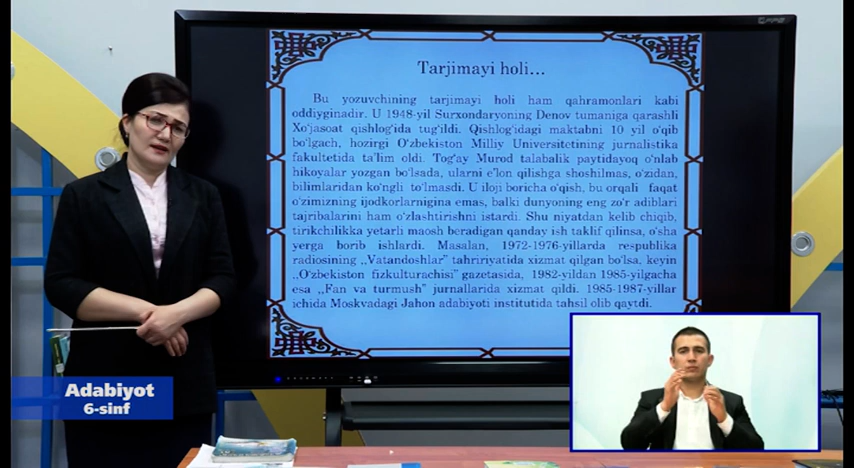 Tarjimayi holi...
Bu yozuvchining tarjimayi holi ham qahramonlari kabi
oddiyginadir. U 1948-yil Surxondaryoning Denov tumaniga qarashli
Xo'jasoat qishlog'ida tug'ildi. Qishlog'idagi maktabni 10 yil o'qib
bo'lgach, hozirgi O'zbekiston Milliy Universitetining jurnalistika
fakultetida ta'lim oldi. Tog'ay Murod talabalik paytidayoq o'nlab
hikoyalar yozgan bo'lsada, ularni e'lon qilishga shoshilmas, o'zidan,
bilimlaridan ko'ngli to'lmasdi. U iloji boricha o'qish, bu orqali faqat
o'zimizning ijodkorlarnigina emas, balki dunyoning eng zo'r adiblari
tajribalarini ham o'zlashtirishni istardi. Shu niyatdan kelib chiqib,
tirikchilikka yetarli maosh beradigan qanday ish taklif qilinsa, o'sha
yerga borib ishlardi. Masalan, 1972-1976-yillarda respublika
radiosining ,,Vatandoshlar" tahririyatida xizmat qilgan bo'lsa, keyin
,,O'zbekiston fizkulturachisi" gazetasida, 1982-yildan 1985-yilgacha
esa ,,Fan va turmush" jurnallarida xizmat qildi. 1985-1987-yillar
ichida Moskvadagi Jahon adabiyoti institutida tahsil olib qaytdi.
Adabiyot
6-sinf